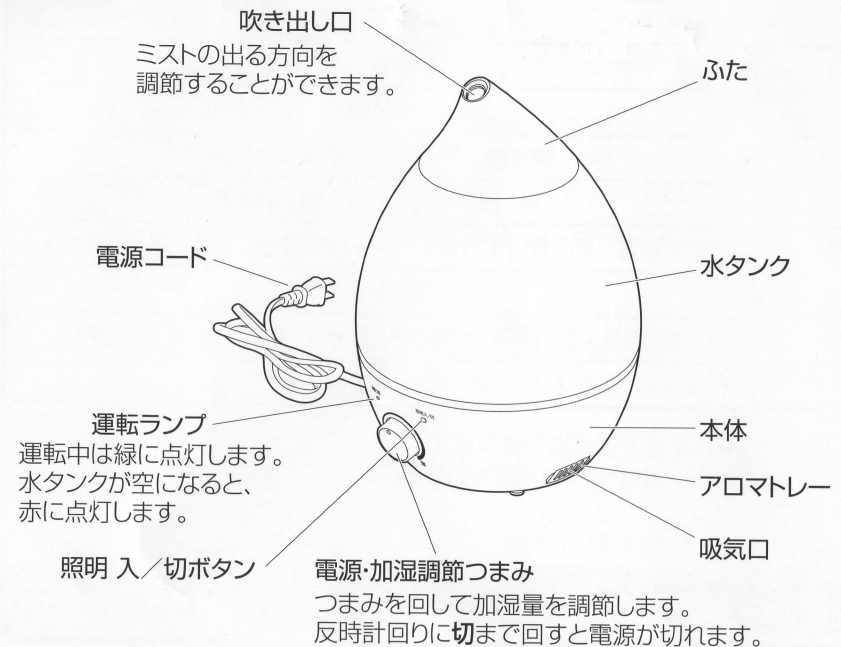 吹き出し口
ミストの出る方向を
調節することができます。
ふた
電源コード
水タンク
運転ランプ
運転中は緑に点灯します。
水タンクが空になると、
赤に点灯します。
本体
アロマトレー
吸気口
照明 入／切ボタン
電源・加湿調節つまみ
つまみを回して加湿量を調節します。
反時計回りに切まで回すと電源が切れます。